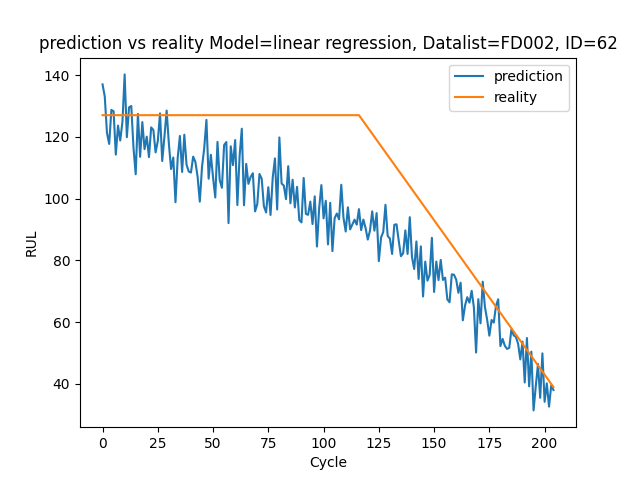 prediction vs reality Model=linear regression, Datalist=FD002, ID=62
prediction
reality
RUL
140
120
100
80
60
40
0 25 50 75 100 125 150 175 200
Cycle